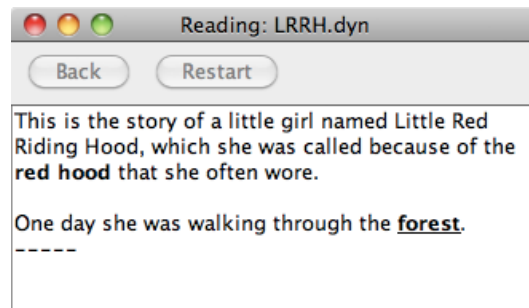 Reading: LRRH.dyn
Back Restart
This is the story of a little girl named Little Red
Riding Hood, which she was called because of the
red hood that she often wore.
One day she was walking through the forest.
-----